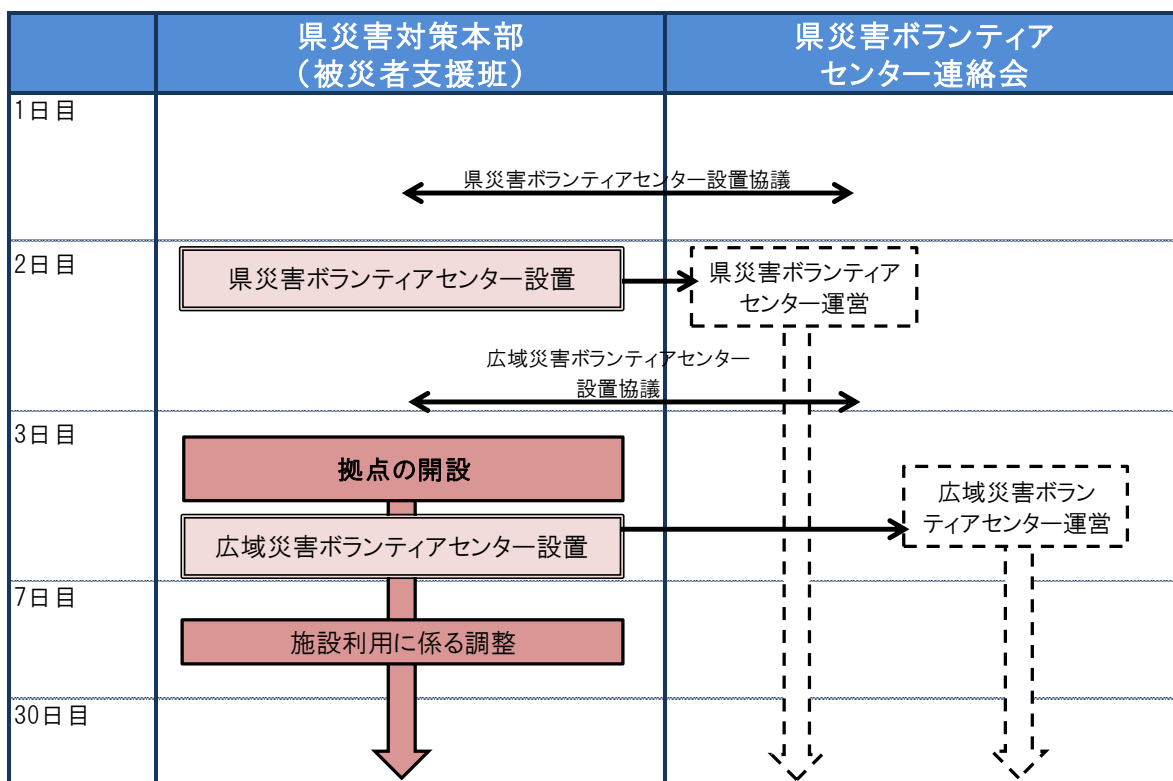 県災害対策本部
（被災者支援班）
県災害ボランティア
センター連絡会
1日目
県災害ボランティアセンター設置協議
2日目
県災害ボランティアセンター設置
県災害ボランティア
センター運営
広域災害ボランティアセンター
設置協議
3日目
拠点の開設
広域災害ボランティアセンター設置
広域災害ボラン
ティアセンター運営
7日目
施設利用に係る調整
30日目